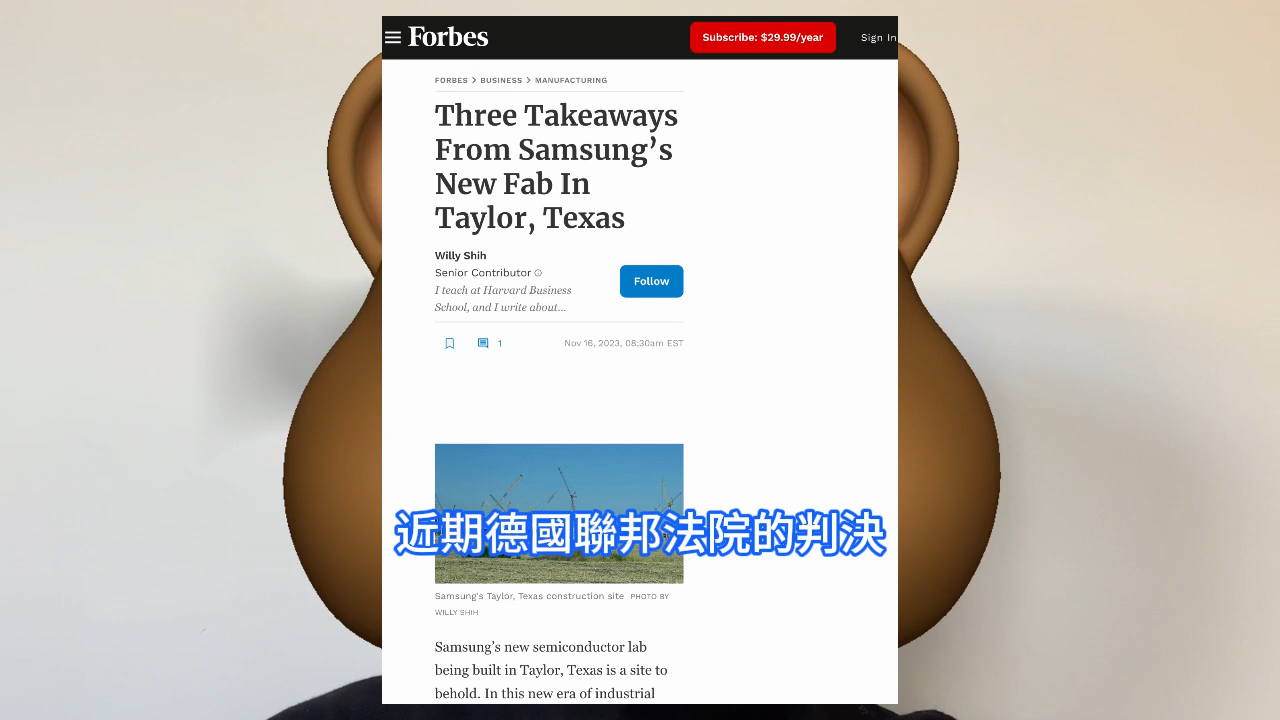 Forbes
Subscribe: $29.99/year
Sign In
FORBES > BUSINESS > MANUFACTURING
Three Takeaways
From Samsung’s
New Fab In
Taylor, Texas
Willy Shih
Senior Contributor
I teach at Harvard Business
School, and I write about...
Follow
1
Nov 16, 2023, 08:30am EST
近期德國聯邦法院的判決
Samsung's Taylor, Texas construction site PHOTO BY
WILLY SHIH
Samsung’s new semiconductor lab
being built in Taylor, Texas is a site to
behold. In this new era of industrial